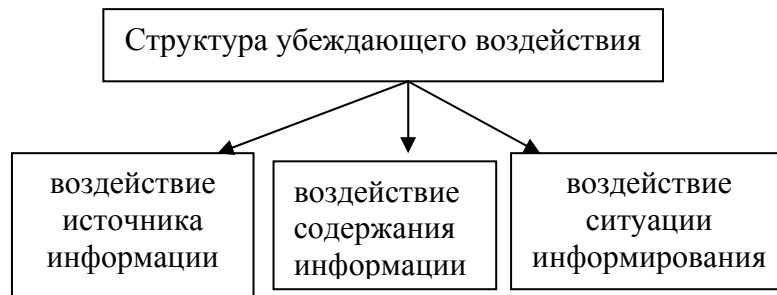 Структура убеждающего воздействия
воздействие
источника
информации
воздействие
содержания
информации
воздействие
ситуации
информирования